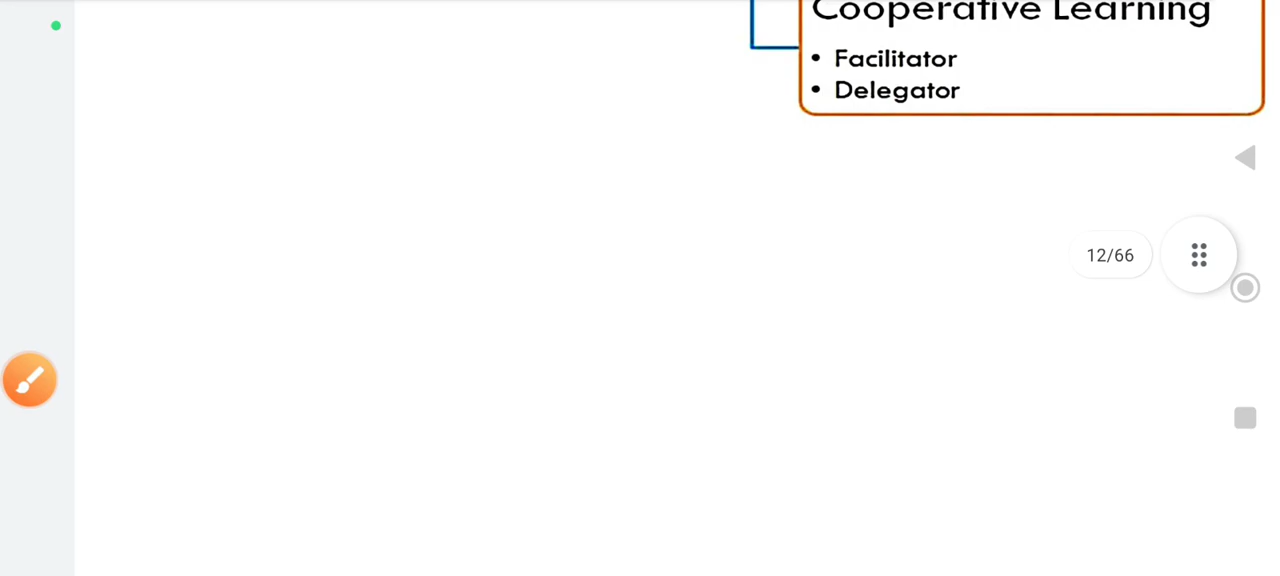 Cooperative Learning
• Facilitator
• Delegator
12/66